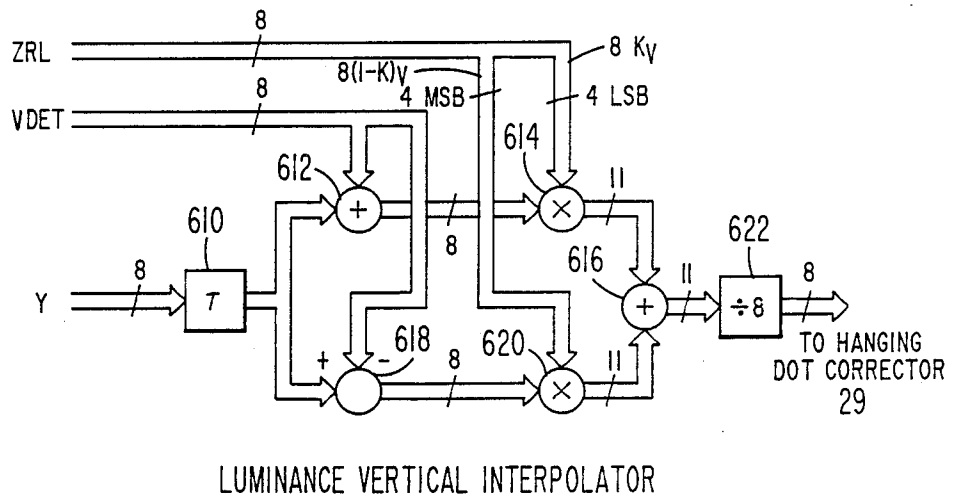 ZRL
8
8 KV
8(1-K)V
4 MSB
4 LSB
VDET
8
612
+
8
614
×
11
610
Y
8
T
616
+
11
622
÷8
8
+
-
618
8
620
×
11
TO HANGING
DOT CORRECTOR
29
LUMINANCE VERTICAL INTERPOLATOR